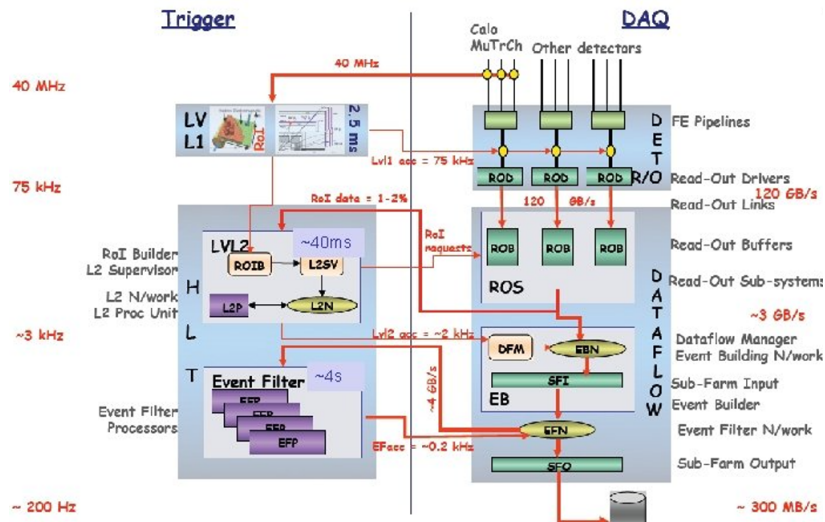 Trigger
DAQ
Calo
MuTrCh
Other detectors
40 MHz
40 MHz
LV
L1
RoI
2.5 ms
DET
R/O
FE Pipelines
Lvl1 acc = 75 kHz
ROD
ROD
ROD
Read-Out Drivers
75 kHz
120 GB/s
RoI data = 1-2%
120 GB/s
Read-Out Links
HLT
LVL2
~40ms
RoI
requests
RoI Builder
L2 Supervisor
ROIB
L2SV
ROB
ROB
ROB
Read-Out Buffers
L2 N/work
L2 Proc Unit
L2P
L2N
ROS
Read-Out Sub-systems
DATAFLOW
~3 kHz
Lvl2 acc = ~2 kHz
~3 GB/s
DFM
EBN
Dataflow Manager
Event Building N/work
Event Filter
~4s
~4 GB/s
SFI
EB
Sub-Farm Input
Event Builder
Event Filter
Processors
EFP
EFP
EFP
EFP
EFN
Event Filter N/work
EFacc = ~0.2 kHz
SFO
Sub-Farm Output
~ 200 Hz
~ 300 MB/s